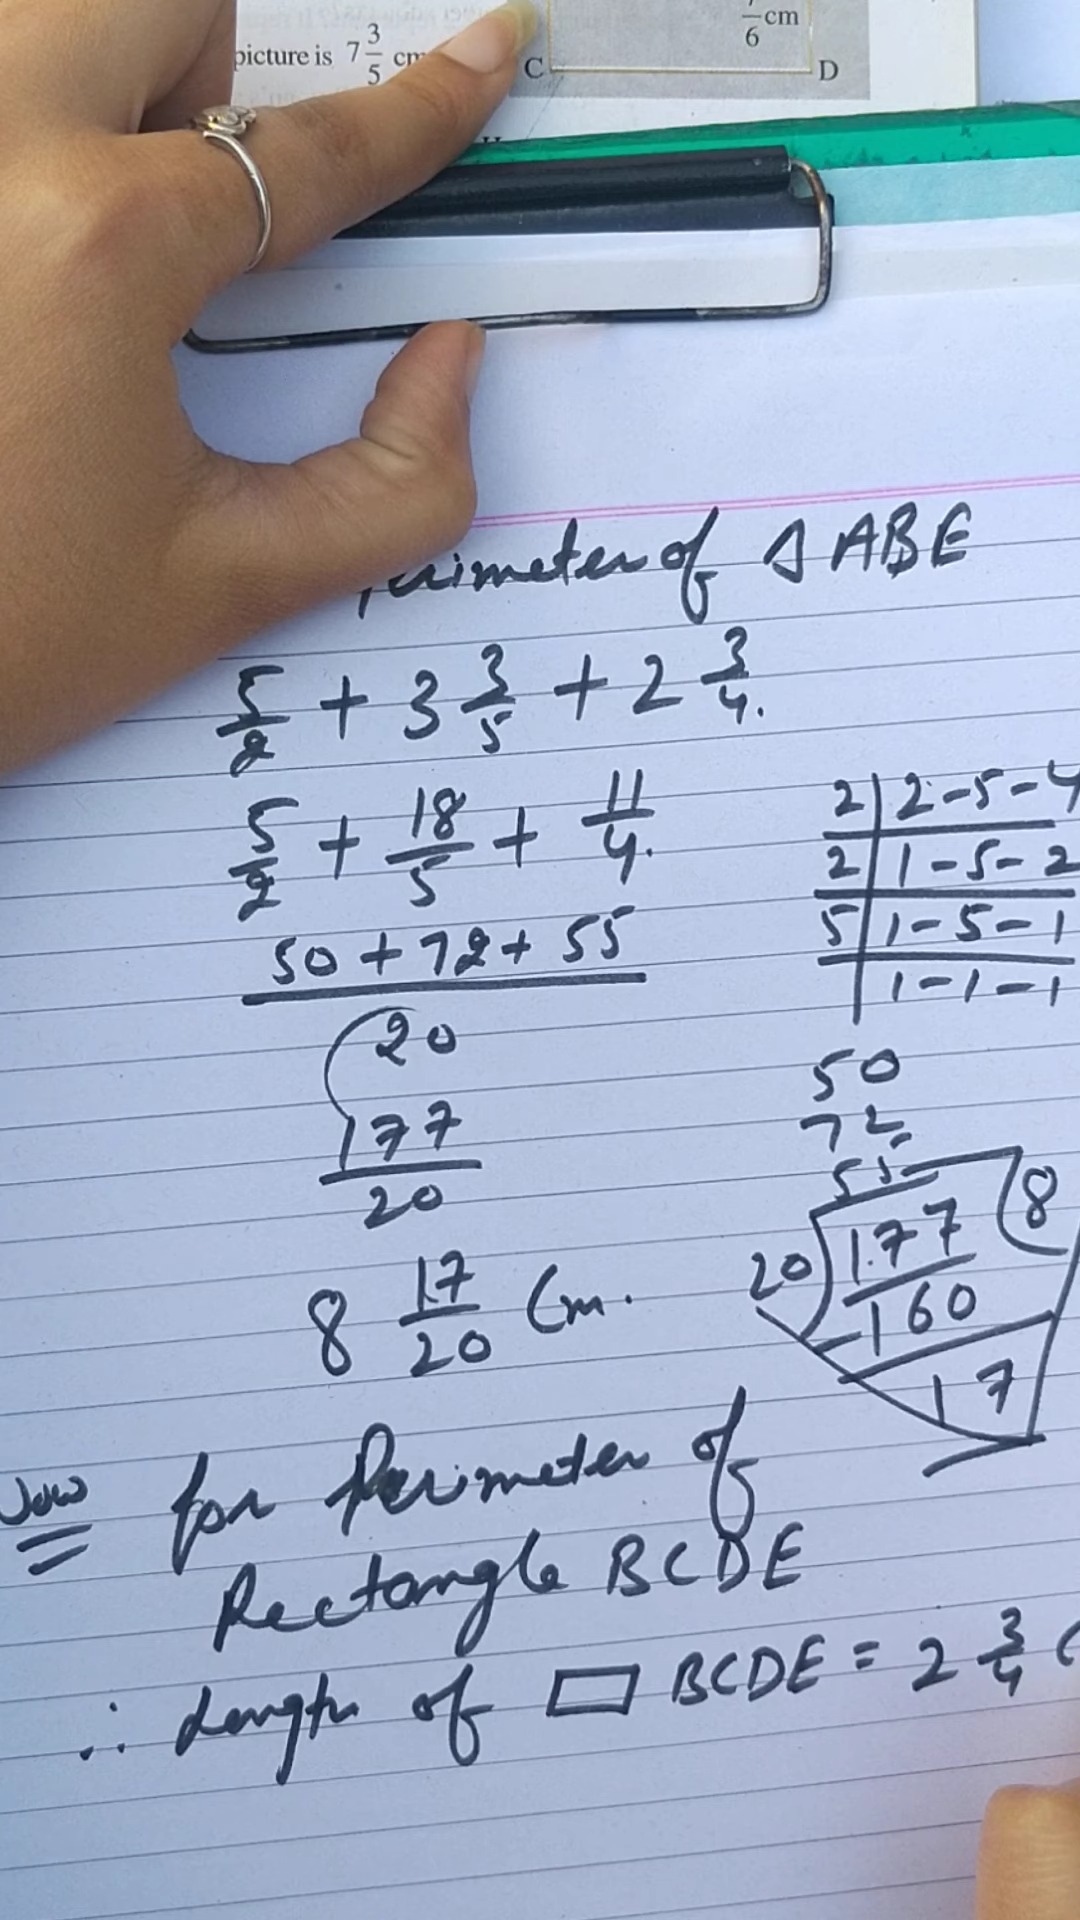 picture is 7 3/5 cm
7/6 cm
C D
Perimeter of △ ABE
5/2 + 3 3/5 + 2 3/4.
5/2 + 18/5 + 11/4.
50 + 72 + 55
20
177/20
8 17/20 Cm.
2 | 2-5-4
2 | 1-5-2
5 | 1-5-1
1-1-1
50
72
55
20 177 8
160
17
Now for Perimeter of
Rectangle BCDE
∴ Length of ▭ BCDE = 2 3/4